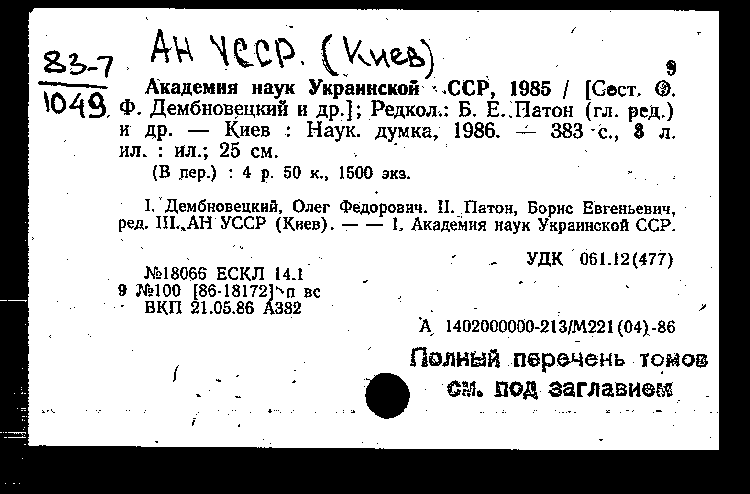 АН УССР. (Киев)
83-7
1049
9
Академия наук Украинской ССР, 1985 / [Сост. О.
Ф. Дембновецкий и др.]; Редкол.: Б. Е. Патон (гл. ред.)
и др. — Киев : Наук. думка, 1986. — 383 с., 8 л.
ил. : ил.; 25 см.
(В пер.) : 4 р. 50 к., 1500 экз.
I. Дембновецкий, Олег Федорович. II. Патон, Борис Евгеньевич,
ред. III. АН УССР (Киев). — — 1. Академия наук Украинской ССР.
УДК 061.12(477)
№18066 ЕСКЛ 14.1
9 №100 [86-18172] п вс
ВКП 21.05.86 А382
А 1402000000-213/М221(04)-86
Полный перечень томов
см. под заглавием